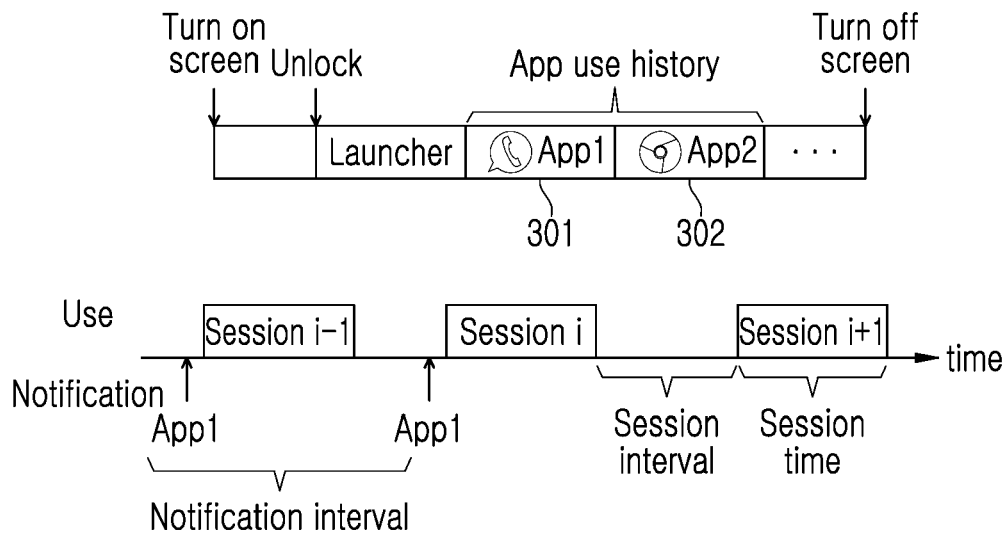 Turn on
screen Unlock
App use history
Turn off
screen
Launcher
App1
App2
...
301
302
Use
Session i-1
Session i
Session i+1
time
Notification
App1
App1
Session
interval
Session
time
Notification interval